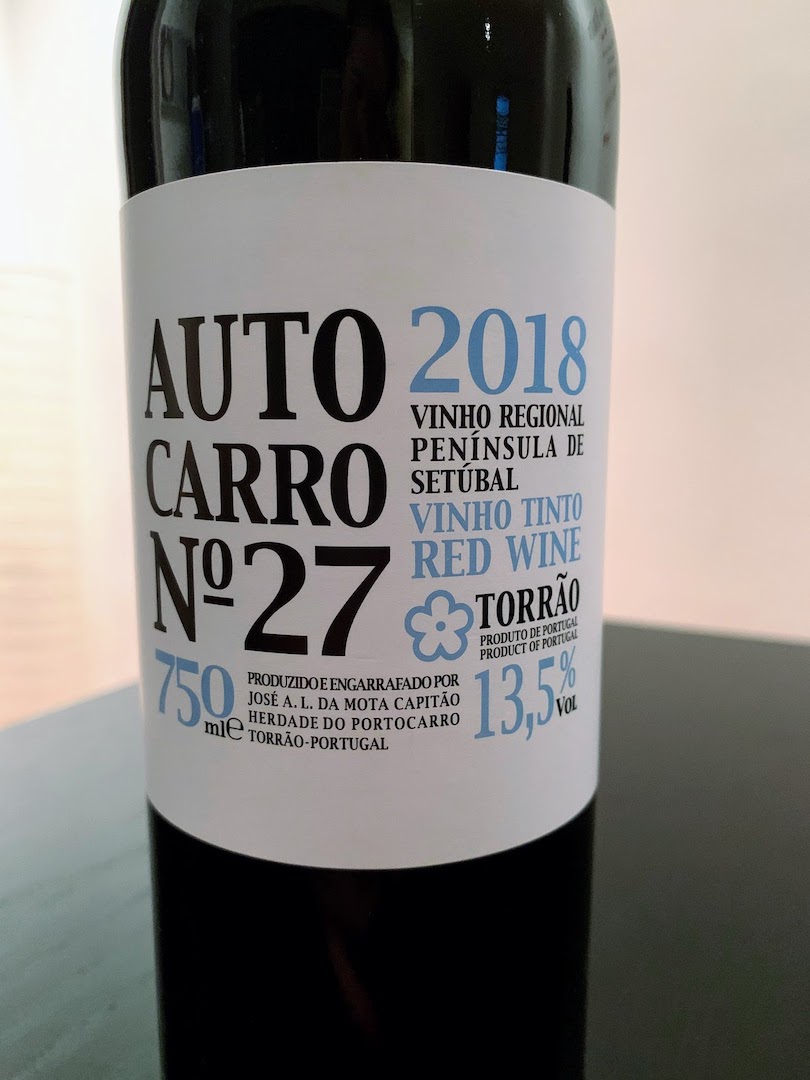 AUTO
CARRO
Nº27
2018
VINHO REGIONAL
PENÍNSULA DE
SETÚBAL
VINHO TINTO
RED WINE
TORRÃO
PRODUTO DE PORTUGAL
PRODUCT OF PORTUGAL
750
ml℮
PRODUZIDO E ENGARRAFADO POR
JOSÉ A. L. DA MOTA CAPITÃO
HERDADE DO PORTOCARRO
TORRÃO-PORTUGAL
13,5%
VOL